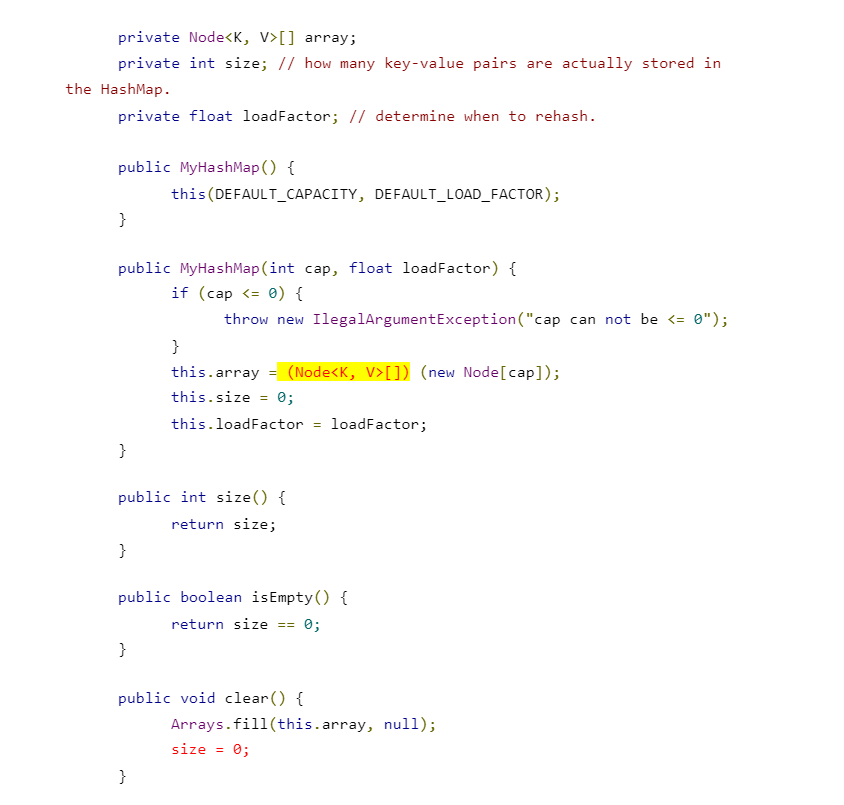 private Node<K, V>[] array;
private int size; // how many key-value pairs are actually stored in
the HashMap.
private float loadFactor; // determine when to rehash.
public MyHashMap() {
this(DEFAULT_CAPACITY, DEFAULT_LOAD_FACTOR);
}
public MyHashMap(int cap, float loadFactor) {
if (cap <= 0) {
throw new IlegalArgumentException("cap can not be <= 0");
}
this.array = (Node<K, V>[]) (new Node[cap]);
this.size = 0;
this.loadFactor = loadFactor;
}
public int size() {
return size;
}
public boolean isEmpty() {
return size == 0;
}
public void clear() {
Arrays.fill(this.array, null);
size = 0;
}